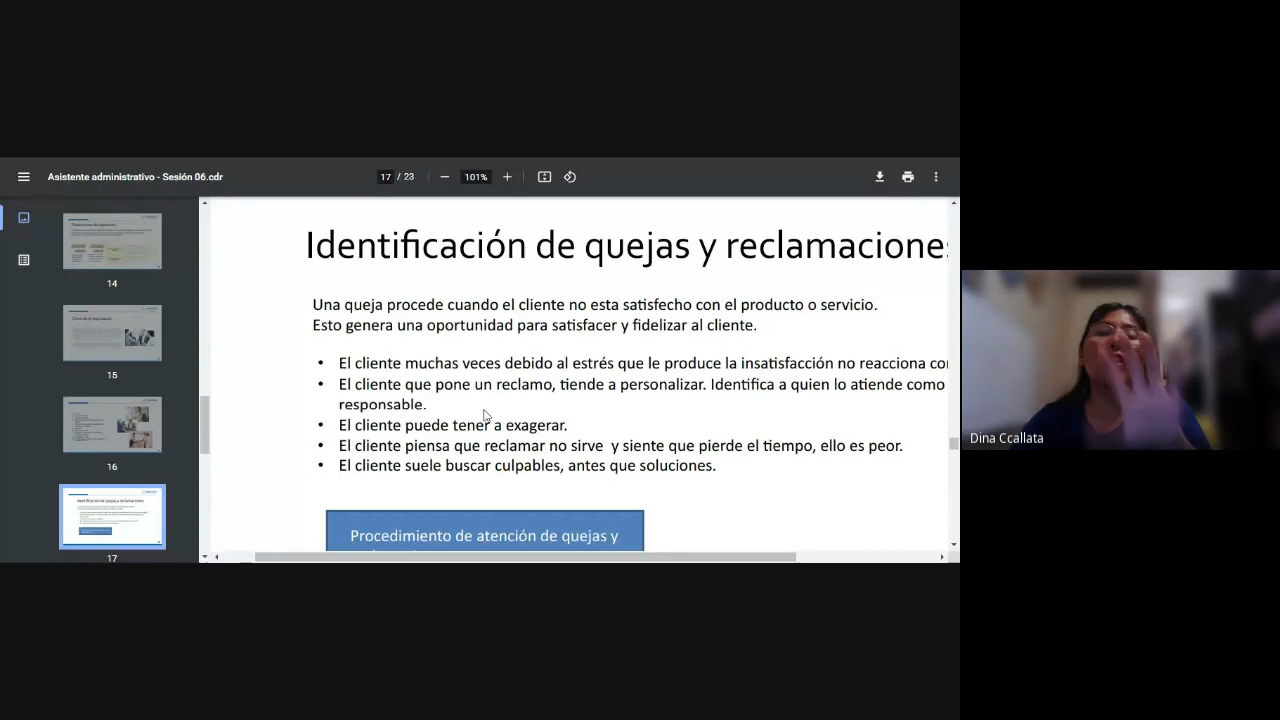 Asistente administrativo - Sesión 06.cdr
17 / 23
101%
14
15
16
17
Identificación de quejas y reclamaciones
Una queja procede cuando el cliente no esta satisfecho con el producto o servicio.
Esto genera una oportunidad para satisfacer y fidelizar al cliente.
• El cliente muchas veces debido al estrés que le produce la insatisfacción no reacciona
• El cliente que pone un reclamo, tiende a personalizar. Identifica a quien lo atiende como
responsable.
• El cliente puede tener a exagerar.
• El cliente piensa que reclamar no sirve y siente que pierde el tiempo, ello es peor.
• El cliente suele buscar culpables, antes que soluciones.
Procedimiento de atención de quejas y
Dina Ccallata